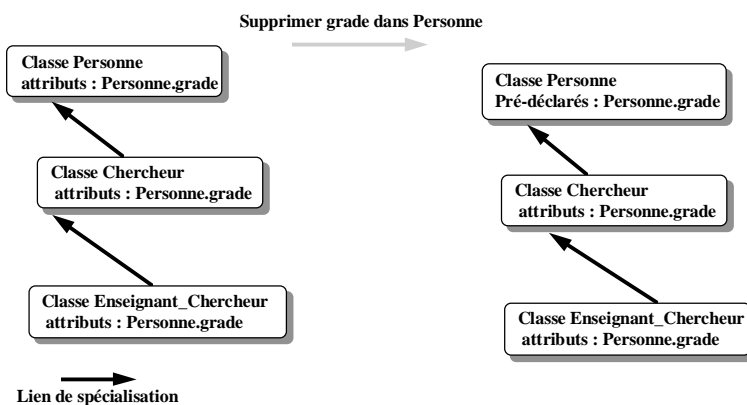 Supprimer grade dans Personne
Classe Personne
attributs : Personne.grade
Classe Chercheur
attributs : Personne.grade
Classe Enseignant_Chercheur
attributs : Personne.grade
Classe Personne
Pré-déclarés : Personne.grade
Classe Chercheur
attributs : Personne.grade
Classe Enseignant_Chercheur
attributs : Personne.grade
Lien de spécialisation